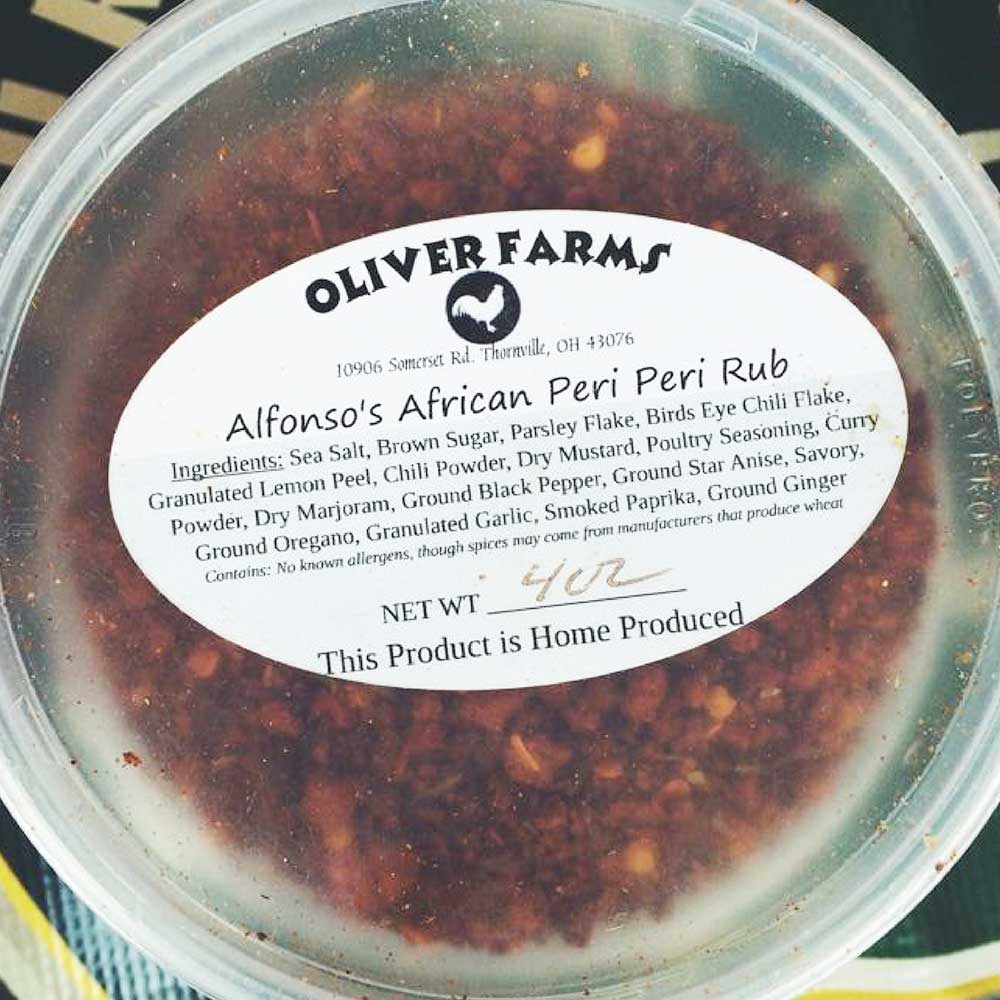 OLIVER FARMS
10906 Somerset Rd. Thornville, OH 43076
Alfonso's African Peri Peri Rub
Ingredients: Sea Salt, Brown Sugar, Parsley Flake, Birds Eye Chili Flake,
Granulated Lemon Peel, Chili Powder, Dry Mustard, Poultry Seasoning, Curry
Powder, Dry Marjoram, Ground Black Pepper, Ground Star Anise, Savory,
Ground Oregano, Granulated Garlic, Smoked Paprika, Ground Ginger
Contains: No known allergens, though spices may come from manufacturers that produce wheat
NET WT 4oz
This Product is Home Produced